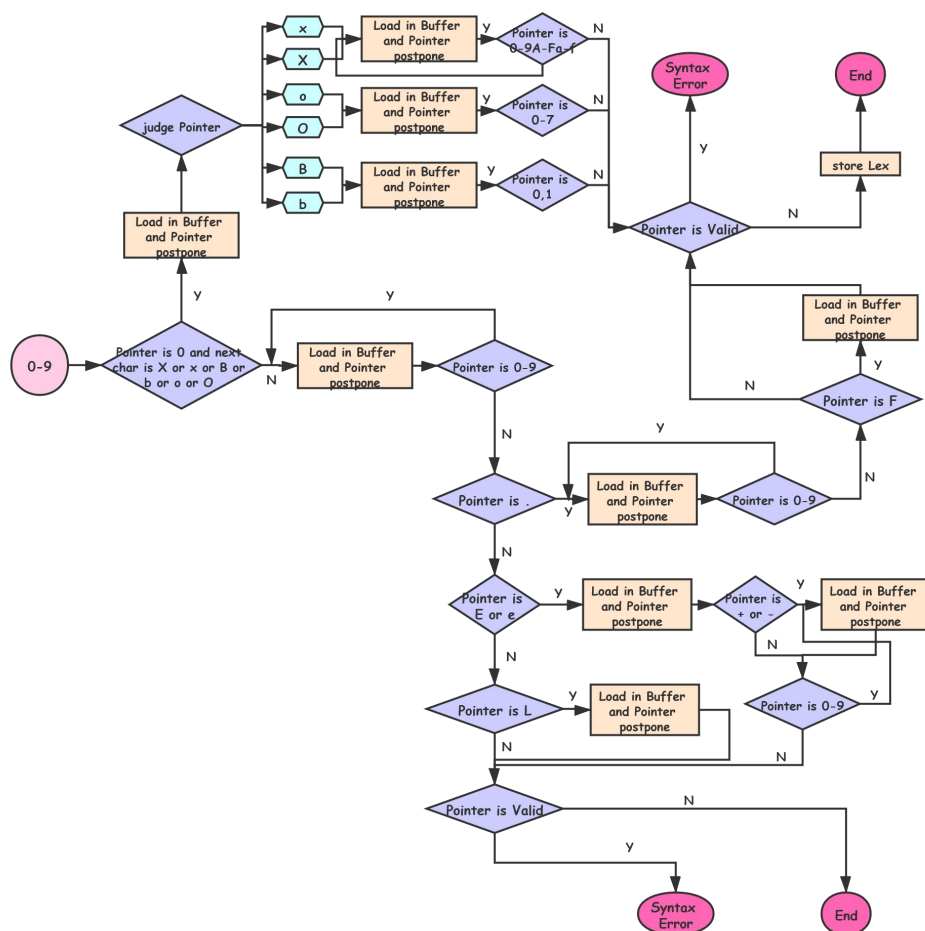 x
X
o
O
B
b
Load in Buffer
and Pointer
postpone
Y
Pointer is
0-9A-Fa-f
N
Load in Buffer
and Pointer
postpone
Y
Pointer is
0-7
N
Load in Buffer
and Pointer
postpone
Y
Pointer is
0,1
N
judge Pointer
Syntax
Error
End
Y
store Lex
N
Pointer is Valid
Load in Buffer
and Pointer
postpone
Y
Load in Buffer
and Pointer
postpone
Y
N
Pointer is F
0-9
Pointer is 0 and next
char is X or x or B or
b or o or O
N
Y
Load in Buffer
and Pointer
postpone
Pointer is 0-9
N
Y
Pointer is .
Y
Load in Buffer
and Pointer
postpone
Pointer is 0-9
N
N
Pointer is
E or e
Y
Load in Buffer
and Pointer
postpone
Pointer is
+ or -
Y
Load in Buffer
and Pointer
postpone
N
N
Pointer is L
Y
Load in Buffer
and Pointer
postpone
Pointer is 0-9
Y
N
N
Pointer is Valid
N
Y
Syntax
Error
End